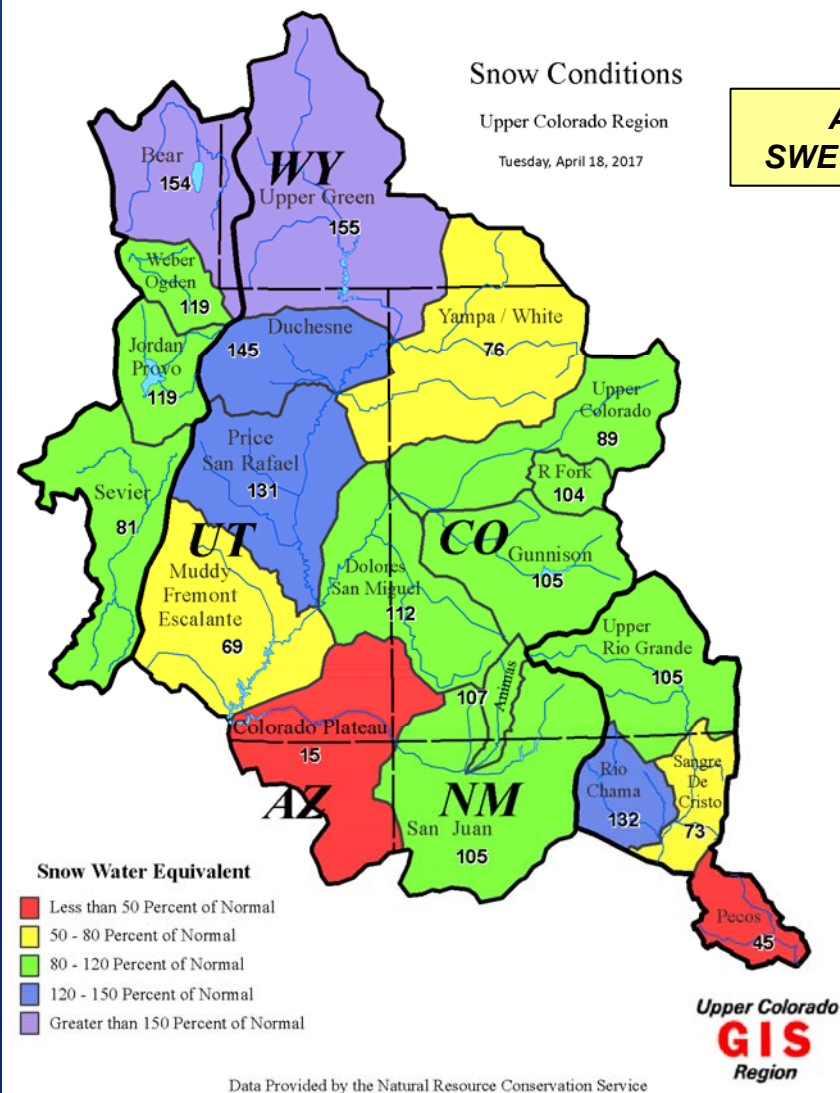 Snow Conditions
Upper Colorado Region
Tuesday, April 18, 2017
A
SWE
Bear
154
WY
Upper Green
155
Weber
Ogden
119
Duchesne
145
Yampa / White
76
Jordan
Provo
119
Upper
Colorado
89
Price
San Rafael
131
R Fork
104
Sevier
81
UT
CO
Gunnison
105
Muddy
Fremont
Escalante
69
Dolores
San Miguel
112
Upper
Rio Grande
105
107
Animas
Colorado Plateau
15
AZ
NM
San Juan
105
Rio
Chama
132
Sangre
De
Cristo
73
Pecos
45
Snow Water Equivalent
Less than 50 Percent of Normal
50 - 80 Percent of Normal
80 - 120 Percent of Normal
120 - 150 Percent of Normal
Greater than 150 Percent of Normal
Upper Colorado
GIS
Region
Data Provided by the Natural Resource Conservation Service